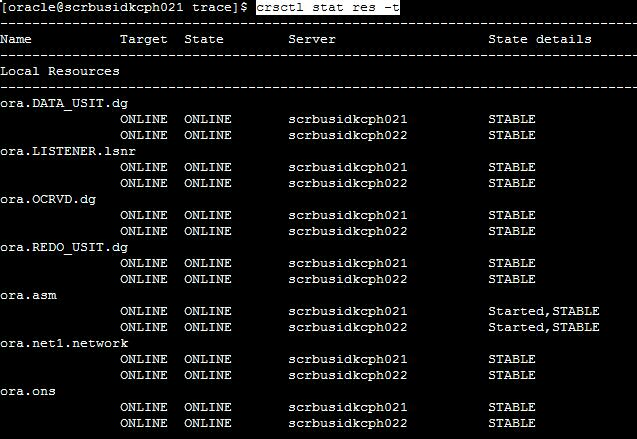 [oracle@scrbusidkcph021 trace]$ crsctl stat res -t
--------------------------------------------------------------------------------
Name           Target  State        Server                   State details
--------------------------------------------------------------------------------
Local Resources
--------------------------------------------------------------------------------
ora.DATA_USIT.dg
               ONLINE  ONLINE       scrbusidkcph021          STABLE
               ONLINE  ONLINE       scrbusidkcph022          STABLE
ora.LISTENER.lsnr
               ONLINE  ONLINE       scrbusidkcph021          STABLE
               ONLINE  ONLINE       scrbusidkcph022          STABLE
ora.OCRVD.dg
               ONLINE  ONLINE       scrbusidkcph021          STABLE
               ONLINE  ONLINE       scrbusidkcph022          STABLE
ora.REDO_USIT.dg
               ONLINE  ONLINE       scrbusidkcph021          STABLE
               ONLINE  ONLINE       scrbusidkcph022          STABLE
ora.asm
               ONLINE  ONLINE       scrbusidkcph021          Started,STABLE
               ONLINE  ONLINE       scrbusidkcph022          Started,STABLE
ora.net1.network
               ONLINE  ONLINE       scrbusidkcph021          STABLE
               ONLINE  ONLINE       scrbusidkcph022          STABLE
ora.ons
               ONLINE  ONLINE       scrbusidkcph021          STABLE
               ONLINE  ONLINE       scrbusidkcph022          STABLE